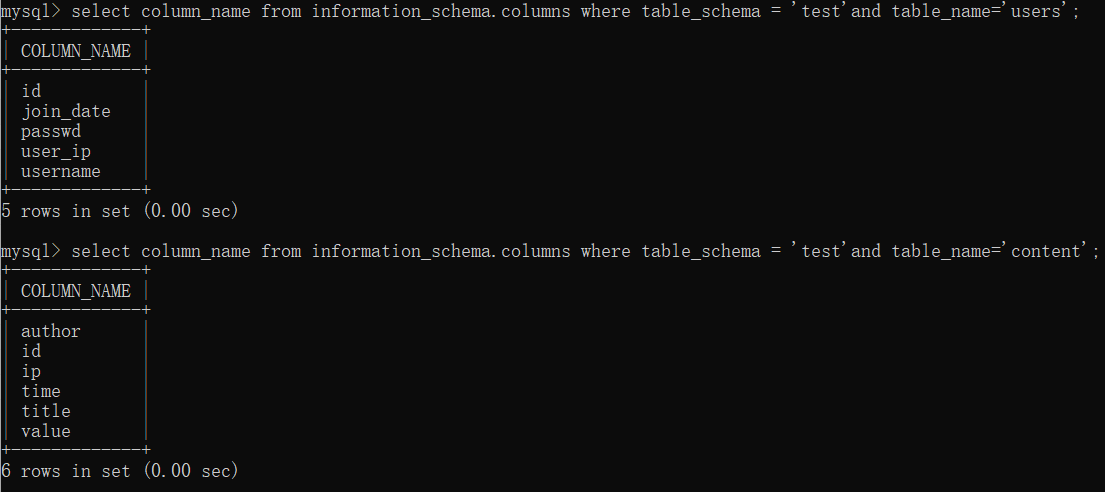 mysql> select column_name from information_schema.columns where table_schema = 'test'and table_name='users';
+-------------+
| COLUMN_NAME |
+-------------+
| id          |
| join_date   |
| passwd      |
| user_ip     |
| username    |
+-------------+
5 rows in set (0.00 sec)
mysql> select column_name from information_schema.columns where table_schema = 'test'and table_name='content';
+-------------+
| COLUMN_NAME |
+-------------+
| author      |
| id          |
| ip          |
| time        |
| title       |
| value       |
+-------------+
6 rows in set (0.00 sec)